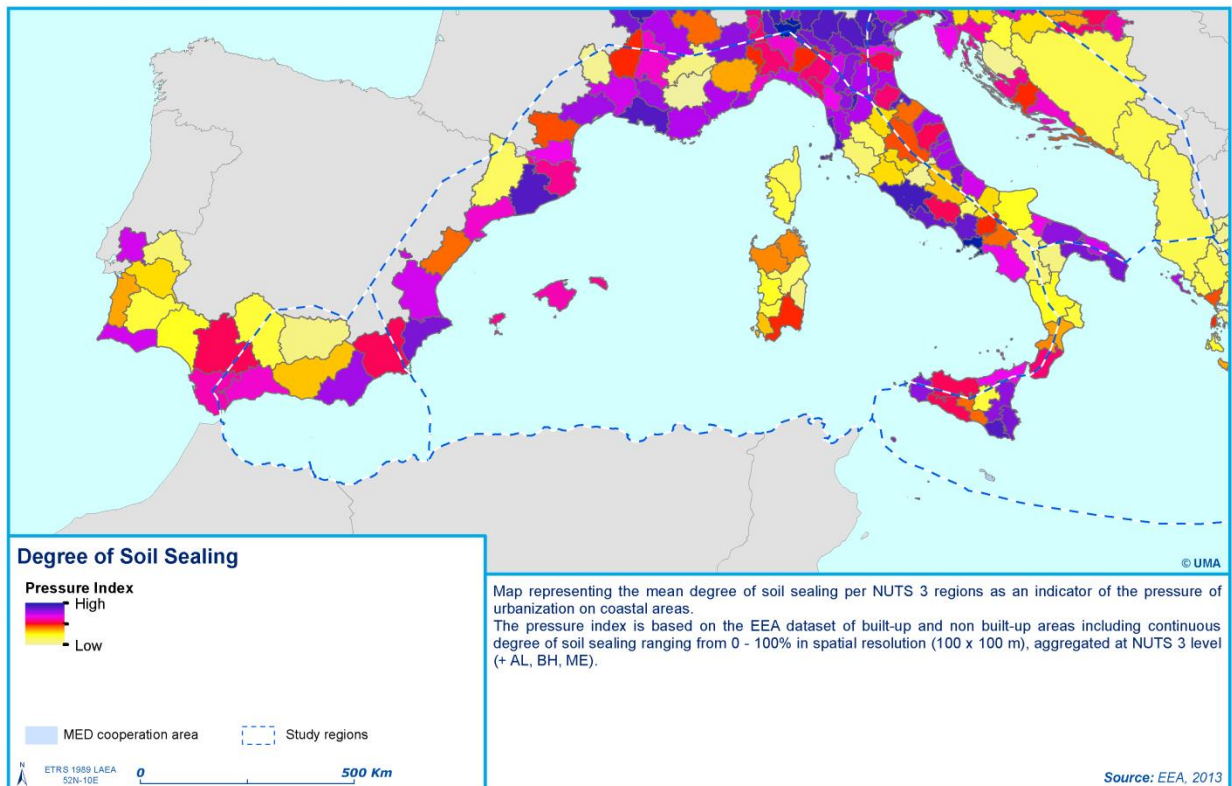 © UMA
Degree of Soil Sealing
Pressure Index
High
Low
MED cooperation area
Study regions
N
ETRS 1989 LAEA
52N-10E
0
500 Km
Map representing the mean degree of soil sealing per NUTS 3 regions as an indicator of the pressure of
urbanization on coastal areas.
The pressure index is based on the EEA dataset of built-up and non built-up areas including continuous
degree of soil sealing ranging from 0 - 100% in spatial resolution (100 x 100 m), aggregated at NUTS 3 level
(+ AL, BH, ME).
Source: EEA, 2013